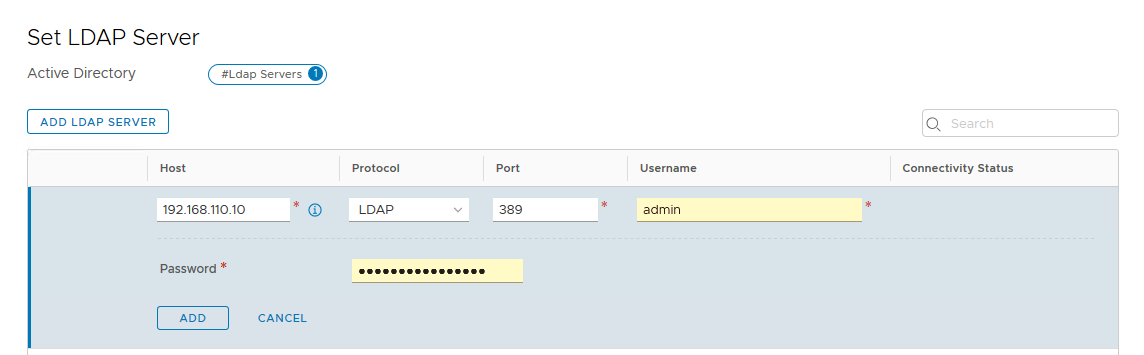 Set LDAP Server
Active Directory #Ldap Servers 1
ADD LDAP SERVER Search
Host Protocol Port Username Connectivity Status
192.168.110.10 * LDAP 389 * admin *
Password * ••••••••••••••••
ADD CANCEL